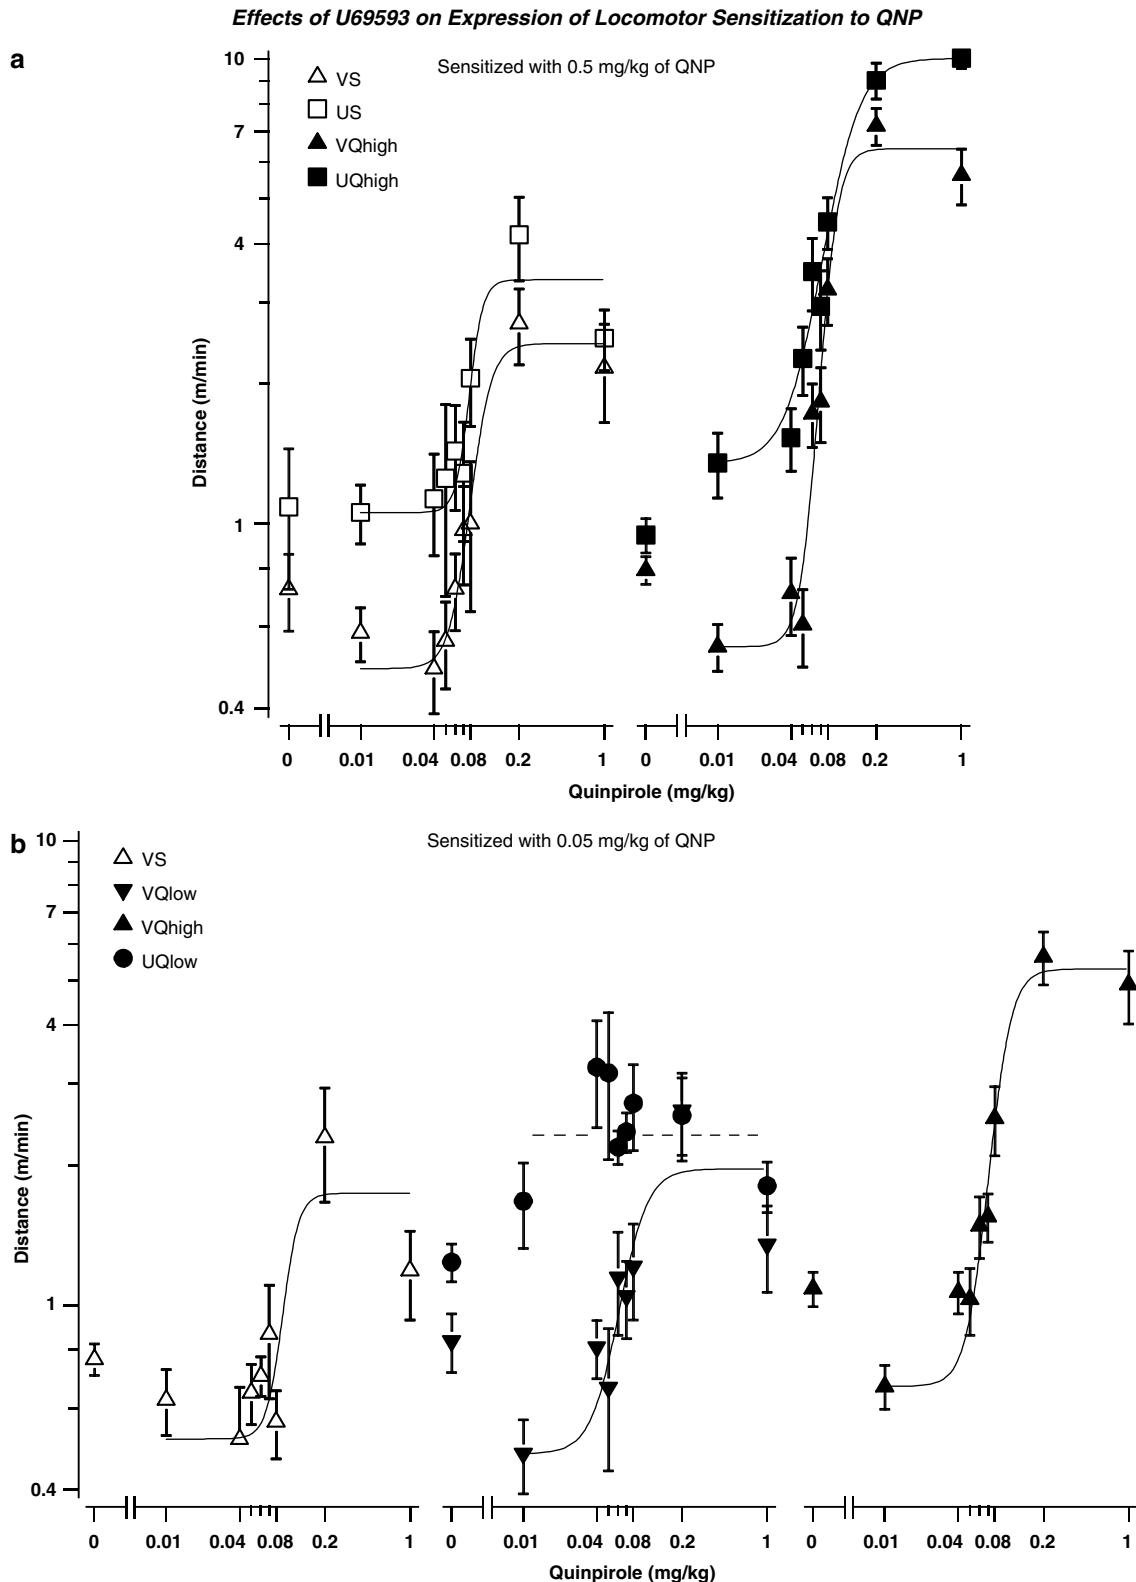 Effects of U69593 on Expression of Locomotor Sensitization to QNP
a
Sensitized with 0.5 mg/kg of QNP
VS
US
VQhigh
UQhigh
10
7
4
1
0.4
Distance (m/min)
0 0.01 0.04 0.08 0.2 1 0 0.01 0.04 0.08 0.2 1
Quinpirole (mg/kg)
b
Sensitized with 0.05 mg/kg of QNP
VS
VQlow
VQhigh
UQlow
10
7
4
1
0.4
Distance (m/min)
0 0.01 0.04 0.08 0.2 1 0 0.01 0.04 0.08 0.2 1 0 0.01 0.04 0.08 0.2 1
Quinpirole (mg/kg)